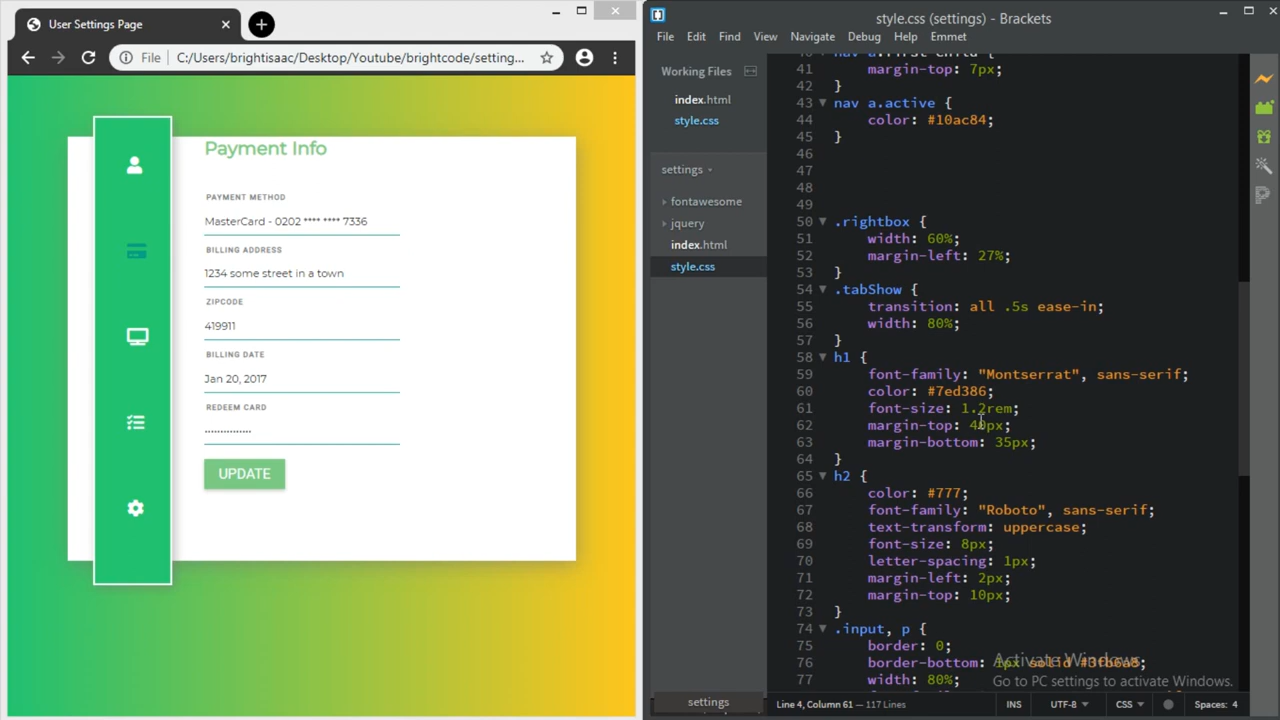 User Settings Page
File
C:/Users/brightisaac/Desktop/Youtube/brightcode/setting...
Payment Info
PAYMENT METHOD
MasterCard - 0202 **** **** 7336
BILLING ADDRESS
1234 some street in a town
ZIPCODE
419911
BILLING DATE
Jan 20, 2017
REDEEM CARD
UPDATE
style.css (settings) - Brackets
File Edit Find View Navigate Debug Help Emmet
Working Files
index.html
style.css
settings
fontawesome
jquery
index.html
style.css
settings
41 margin-top: 7px;
42 }
43 nav a.active {
44 color: #10ac84;
45 }
46
47
48
49
50 .rightbox {
51 width: 60%;
52 margin-left: 27%;
53 }
54 .tabShow {
55 transition: all .5s ease-in;
56 width: 80%;
57 }
58 h1 {
59 font-family: "Montserrat", sans-serif;
60 color: #7ed386;
61 font-size: 1.2rem;
62 margin-top: 40px;
63 margin-bottom: 35px;
64 }
65 h2 {
66 color: #777;
67 font-family: "Roboto", sans-serif;
68 text-transform: uppercase;
69 font-size: 8px;
70 letter-spacing: 1px;
71 margin-left: 2px;
72 margin-top: 10px;
73 }
74 .input, p {
75 border: 0;
76 border-bottom: 1px solid #3fb6a8;
77 width: 80%;
Activate Windows
Go to PC settings to activate Windows.
Line 4, Column 61 — 117 Lines
INS
UTF-8
CSS
Spaces: 4